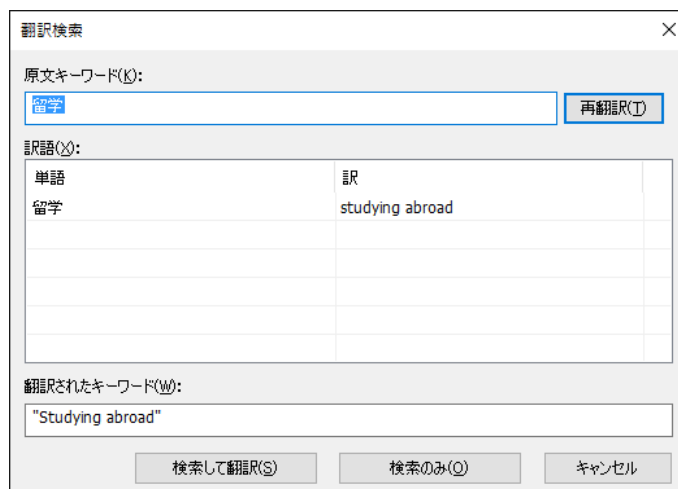 翻訳検索
原文キーワード(K):
留学 再翻訳(T)
訳語(X):
単語 訳
留学 studying abroad
翻訳されたキーワード(W):
"Studying abroad"
検索して翻訳(S) 検索のみ(O) キャンセル